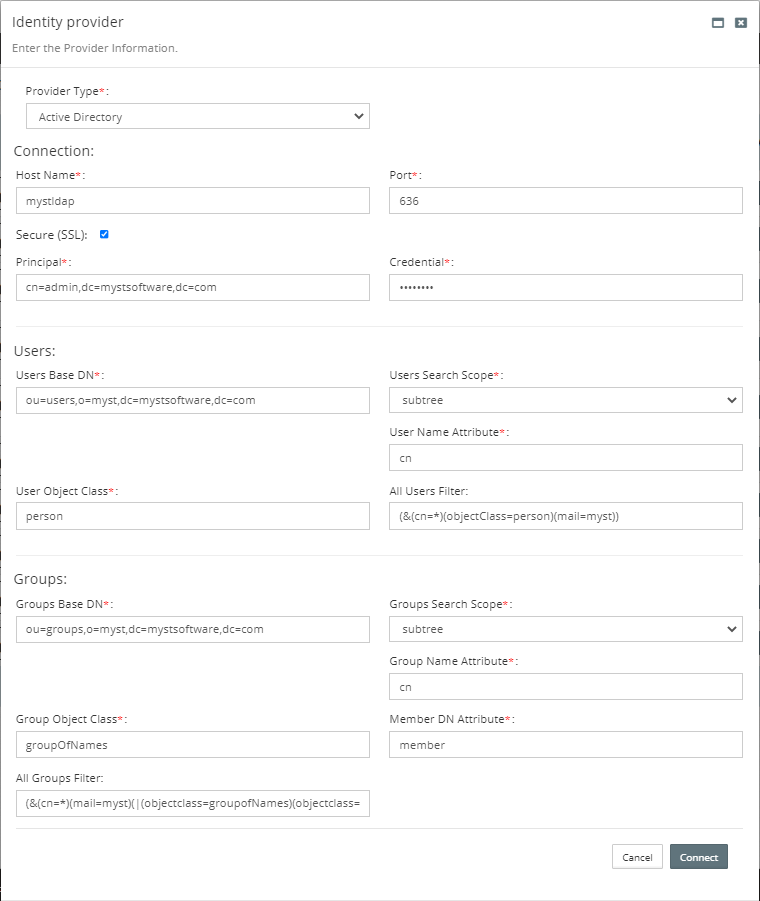 Identity provider
Enter the Provider Information.
Provider Type*:
Active Directory
Connection:
Host Name*: Port*:
mystldap 636
Secure (SSL):
Principal*: Credential*:
cn=admin,dc=mystsoftware,dc=com ••••••••
Users:
Users Base DN*: Users Search Scope*:
ou=users,o=myst,dc=mystsoftware,dc=com subtree
User Name Attribute*:
cn
User Object Class*: All Users Filter:
person (&(cn=*)(objectClass=person)(mail=myst))
Groups:
Groups Base DN*: Groups Search Scope*:
ou=groups,o=myst,dc=mystsoftware,dc=com subtree
Group Name Attribute*:
cn
Group Object Class*: Member DN Attribute*:
groupOfNames member
All Groups Filter:
(&(cn=*)(mail=myst)(|(objectclass=groupofNames)(objectclass=
Cancel Connect